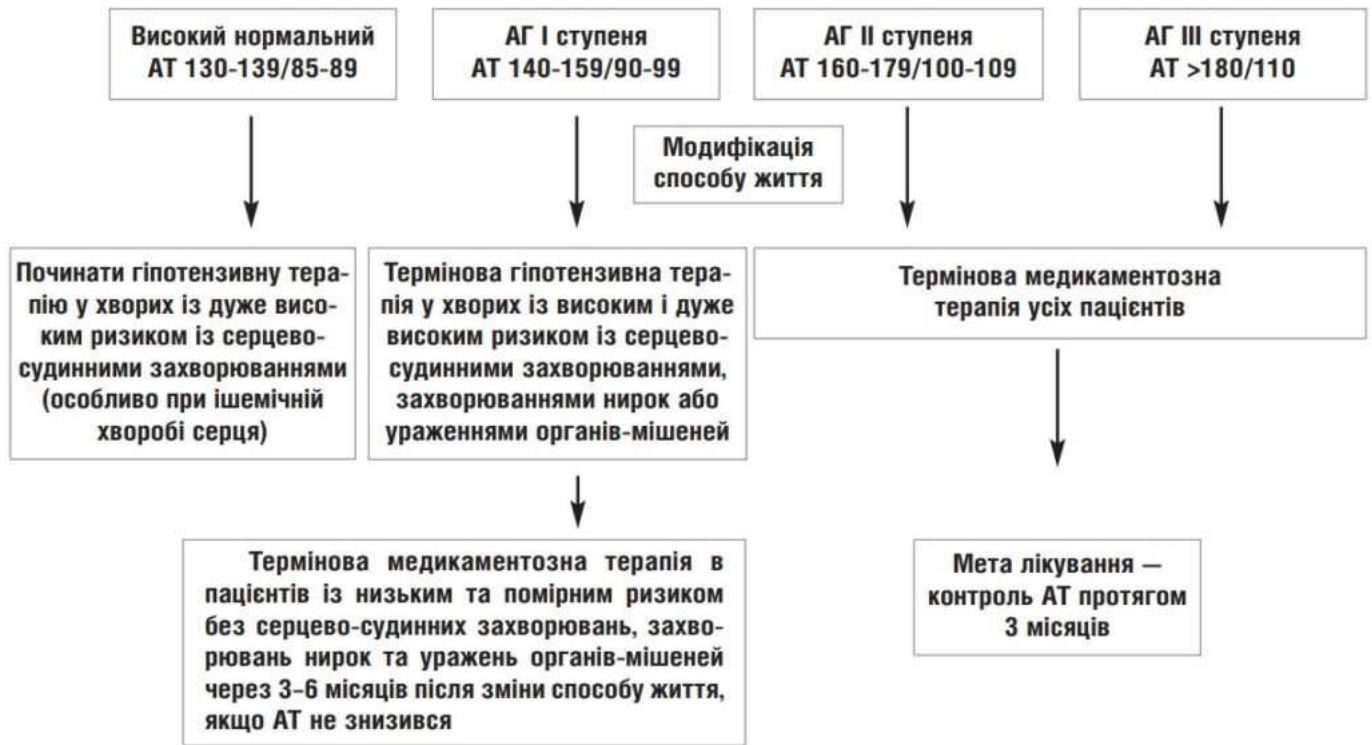 Високий нормальний
АТ 130-139/85-89
АГ I ступеня
АТ 140-159/90-99
АГ II ступеня
АТ 160-179/100-109
АГ III ступеня
АТ >180/110
Модифікація
способу життя
Починати гіпотензивну тера-
пію у хворих із дуже висо-
ким ризиком із серцево-
судинними захворюваннями
(особливо при ішемічній
хворобі серця)
Термінова гіпотензивна тера-
пія у хворих із високим і дуже
високим ризиком із серцево-
судинними захворюваннями,
захворюваннями нирок або
ураженнями органів-мішеней
Термінова медикаментозна
терапія усіх пацієнтів
Термінова медикаментозна терапія в
пацієнтів із низьким та помірним ризиком
без серцево-судинних захворювань, захво-
рювань нирок та уражень органів-мішеней
через 3–6 місяців після зміни способу життя,
якщо АТ не знизився
Мета лікування —
контроль АТ протягом
3 місяців